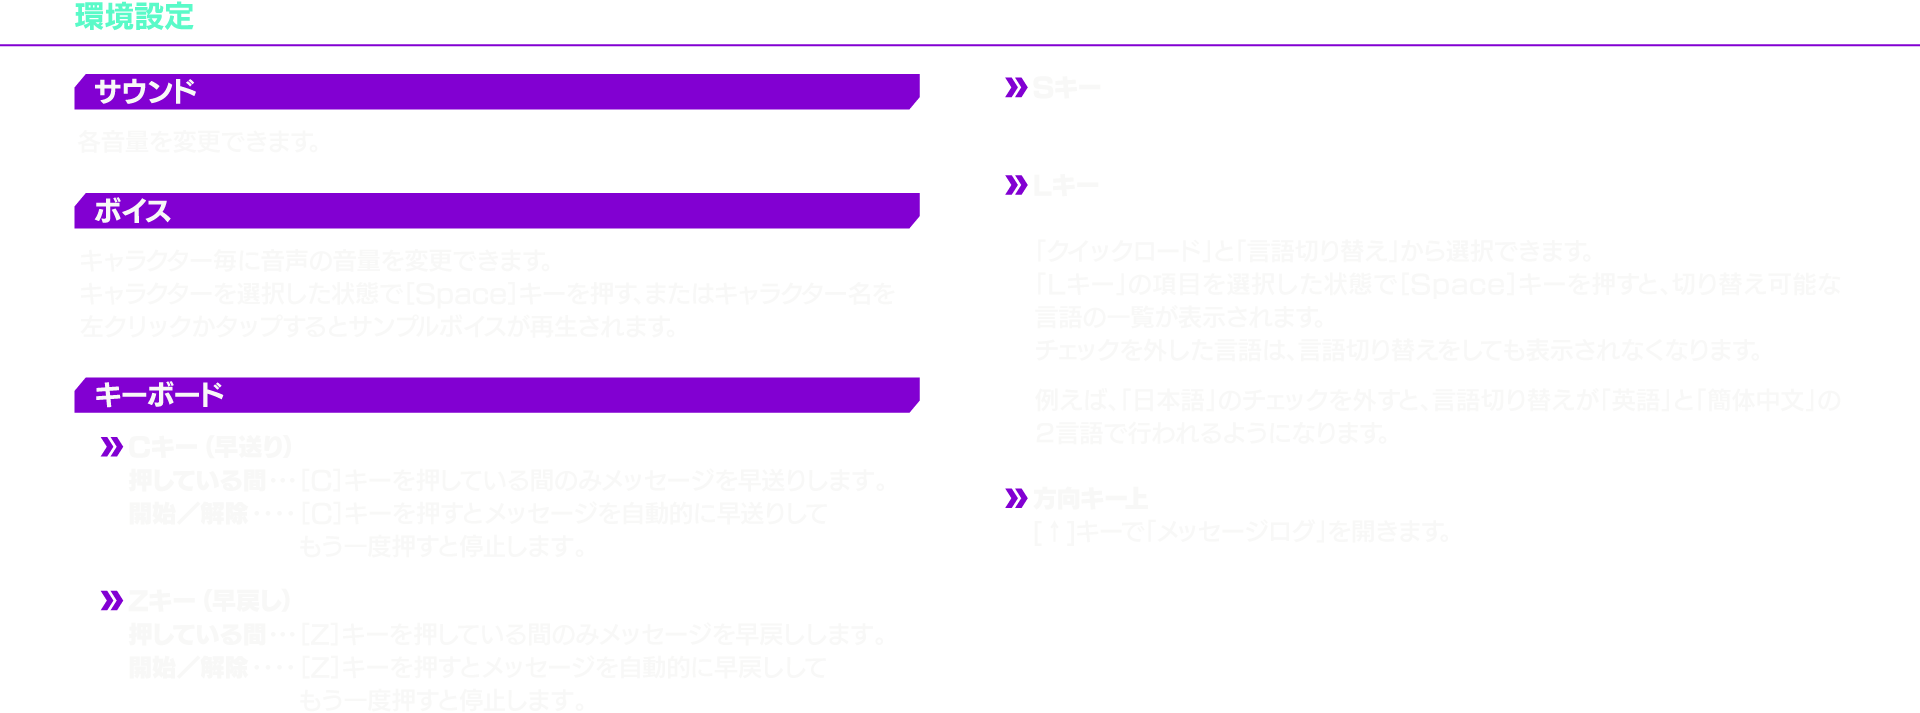 環境設定
サウンド
各音量を変更できます。
ボイス
キャラクター毎に音声の音量を変更できます。
キャラクターを選択した状態で[Space]キーを押す、またはキャラクター名を
左クリックかタップするとサンプルボイスが再生されます。
キーボード
Cキー（早送り）
押している間…[C]キーを押している間のみメッセージを早送りします。
開始／解除‥‥[C]キーを押すとメッセージを自動的に早送りして
もう一度押すと停止します。
Zキー（早戻し）
押している間…[Z]キーを押している間のみメッセージを早戻しします。
開始／解除‥‥[Z]キーを押すとメッセージを自動的に早戻しして
もう一度押すと停止します。
Sキー
Lキー
「クイックロード」と「言語切り替え」から選択できます。
「Lキー」の項目を選択した状態で[Space]キーを押すと、切り替え可能な
言語の一覧が表示されます。
チェックを外した言語は、言語切り替えをしても表示されなくなります。
例えば、「日本語」のチェックを外すと、言語切り替えが「英語」と「簡体中文」の
2言語で行われるようになります。
方向キー上
[↑]キーで「メッセージログ」を開きます。